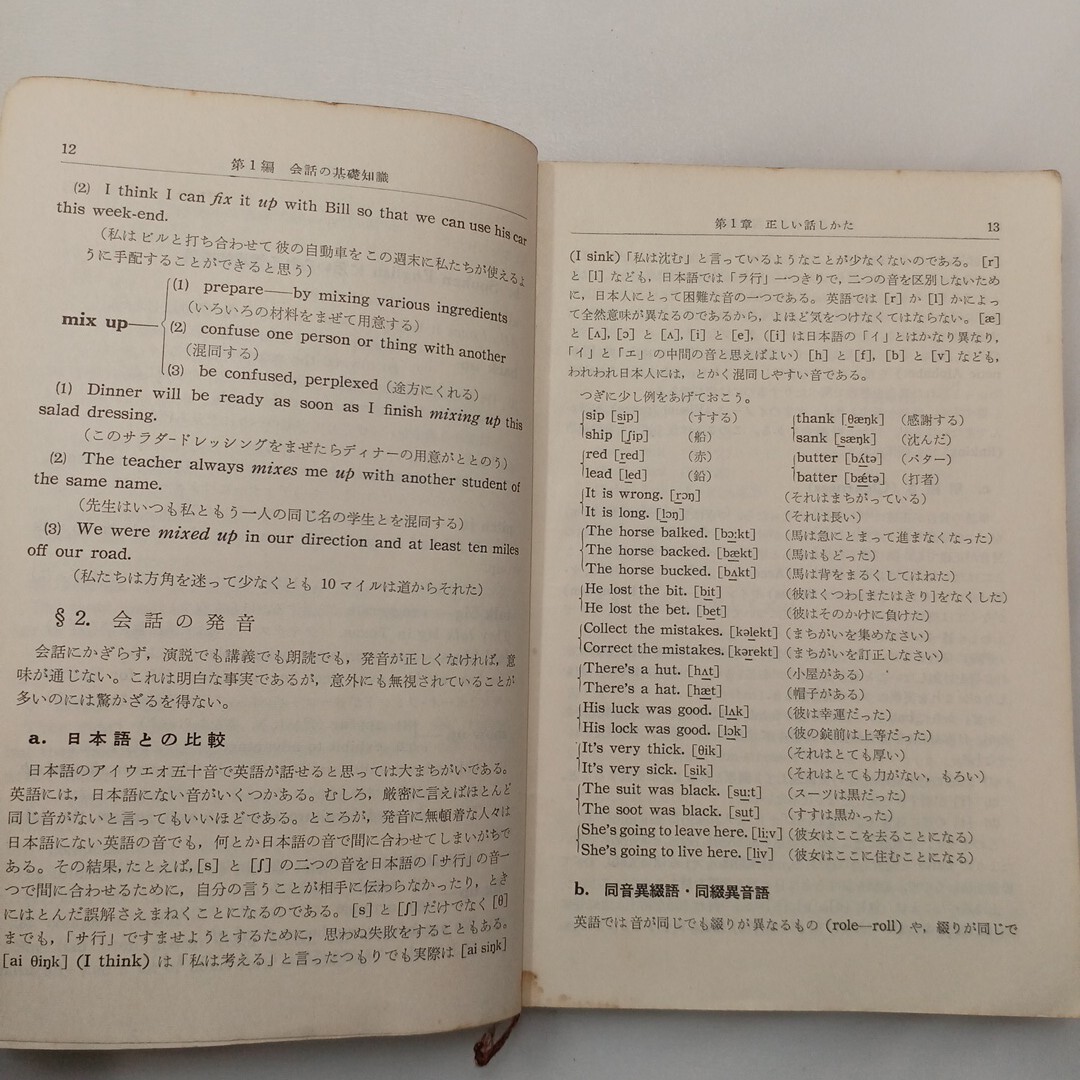 12
第1編 会話の基礎知識
(2) I think I can fix it up with Bill so that we can use his car
this week-end.
(私はビルと打ち合わせて彼の自動車をこの週末に私たちが使えるよ
うに手配することができると思う)
(1) prepare——by mixing various ingredients
(いろいろの材料をまぜて用意する)
mix up——
(2) confuse one person or thing with another
(混同する)
(3) be confused, perplexed (途方にくれる)
(1) Dinner will be ready as soon as I finish mixing up this
salad dressing.
(このサラダ・ドレッシングをまぜたらディナーの用意がととのう)
(2) The teacher always mixes me up with another student of
the same name.
(先生はいつも私ともう一人の同じ名の学生とを混同する)
(3) We were mixed up in our direction and at least ten miles
off our road.
(私たちは方角を迷って少なくとも 10 マイルは道からそれた)
§2. 会話の発音
会話にかぎらず,演説でも講義でも朗読でも,発音が正しくなければ,意
味が通じない。これは明白な事実であるが,意外にも無視されていることが
多いのには驚かざるを得ない。
a. 日本語との比較
日本語のアイウエオ五十音で英語が話せると思っては大まちがいである。
英語には,日本語にない音がいくつかある。むしろ,厳密に言えばほとんど
同じ音がないと言ってもいいほどである。ところが,発音に無頓着な人々は
日本語にない英語の音でも,何とか日本語の音で間に合わせてしまいがちで
ある。その結果,たとえば,[s] と [ʃ] の二つの音を日本語の「サ行」の音一
つで間に合わせるために,自分の言うことが相手に伝わらなかったり,とき
にはとんだ誤解さえまねくことになるのである。[s] と [ʃ] だけでなく [θ]
までも,「サ行」ですませようとするために,思わぬ失敗をすることもある。
[ai θiŋk] (I think) は「私は考える」と言ったつもりでも実際は [ai siŋk]
第1章 正しい話しかた
13
(I sink)「私は沈む」と言っているようなことが少なくないのである。[r]
と [l] なども,日本語では「ラ行」一つきりで,二つの音を区別しないため
に,日本人にとって困難な音の一つである。英語では [r] か [l] かによっ
て全然意味が異なるのであるから,よほど気をつけなくてはならない。[æ]
と [ʌ], [ɔ] と [ʌ], [i] と [e], ([i] は日本語の「イ」とはかなり異なり,
「イ」と「エ」の中間の音と思えばよい) [h] と [f], [b] と [v] なども,
われわれ日本人には,とかく混同しやすい音である。
つぎに少し例をあげておこう。
sip [sip] (すする) thank [θæŋk] (感謝する)
ship [ʃip] (船) sank [sæŋk] (沈んだ)
red [red] (赤) butter [bʌ́tə] (バター)
lead [led] (鉛) batter [bǽtə] (打者)
It is wrong. [rɔŋ] (それはまちがっている)
It is long. [lɔŋ] (それは長い)
The horse balked. [bɔ:kt] (馬は急にとまって進まなくなった)
The horse backed. [bækt] (馬はもどった)
The horse bucked. [bʌkt] (馬は背をまるくしてはねた)
He lost the bit. [bit] (彼はくつわ[またはきり]をなくした)
He lost the bet. [bet] (彼はそのかけに負けた)
Collect the mistakes. [kəlekt] (まちがいを集めなさい)
Correct the mistakes. [kərekt] (まちがいを訂正しなさい)
There's a hut. [hʌt] (小屋がある)
There's a hat. [hæt] (帽子がある)
His luck was good. [lʌk] (彼は幸運だった)
His lock was good. [lɔk] (彼の錠前は上等だった)
It's very thick. [θik] (それはとても厚い)
It's very sick. [sik] (それはとても力がない,もろい)
The suit was black. [su:t] (スーツは黒だった)
The soot was black. [sut] (すすは黒かった)
She's going to leave here. [li:v] (彼女はここを去ることになる)
She's going to live here. [liv] (彼女はここに住むことになる)
b. 同音異綴語・同綴異音語
英語では音が同じでも綴りが異なるもの (role—roll) や,綴りが同じで